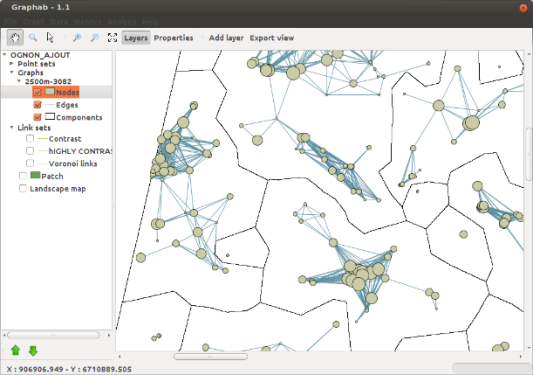 Graphab - 1.1
File Graph Data Metrics Analysis Help
Layers Properties Add layer Export view
OGNON_AJOUT
Point sets
Graphs
2500m-3082
Nodes
Edges
Components
Link sets
Contrast
hIGHLY CONTRAS
Voronoi links
Patch
Landscape map
X : 906906.949 - Y : 6710889.505